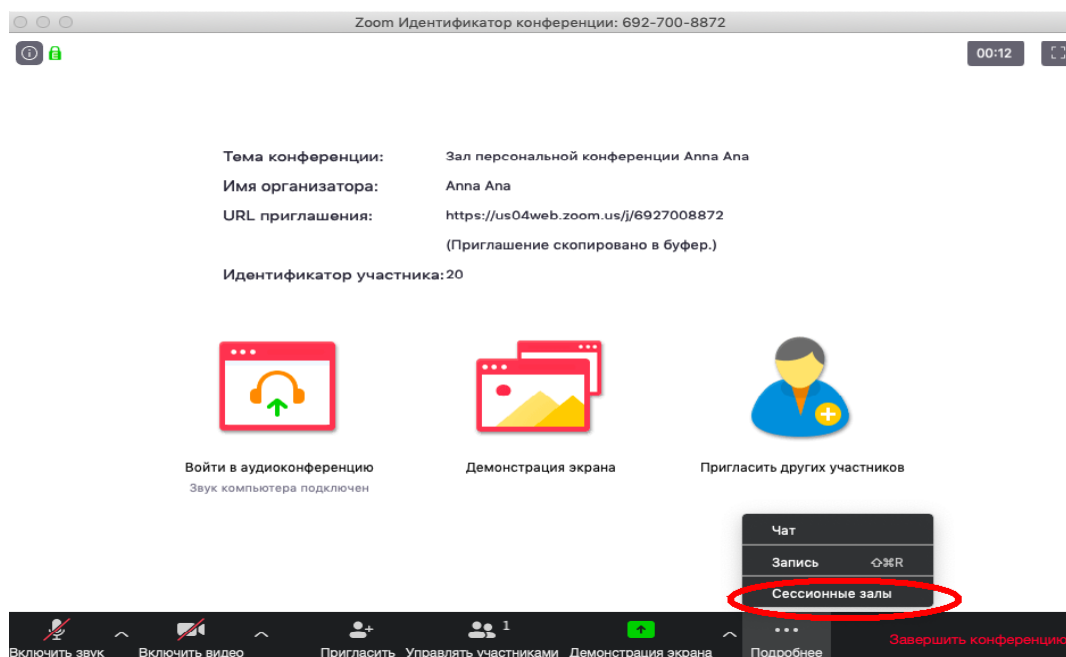 Zoom Идентификатор конференции: 692-700-8872
00:12
Тема конференции: Зал персональной конференции Anna Ana
Имя организатора: Anna Ana
URL приглашения: https://us04web.zoom.us/j/6927008872
(Приглашение скопировано в буфер.)
Идентификатор участника: 20
Войти в аудиоконференцию
Звук компьютера подключен
Демонстрация экрана
Пригласить других участников
Чат
Запись ⇧⌘R
Сессионные залы
Включить звук
Включить видео
Пригласить
Управлять участниками
1
Демонстрация экрана
Подробнее
Завершить конференцию